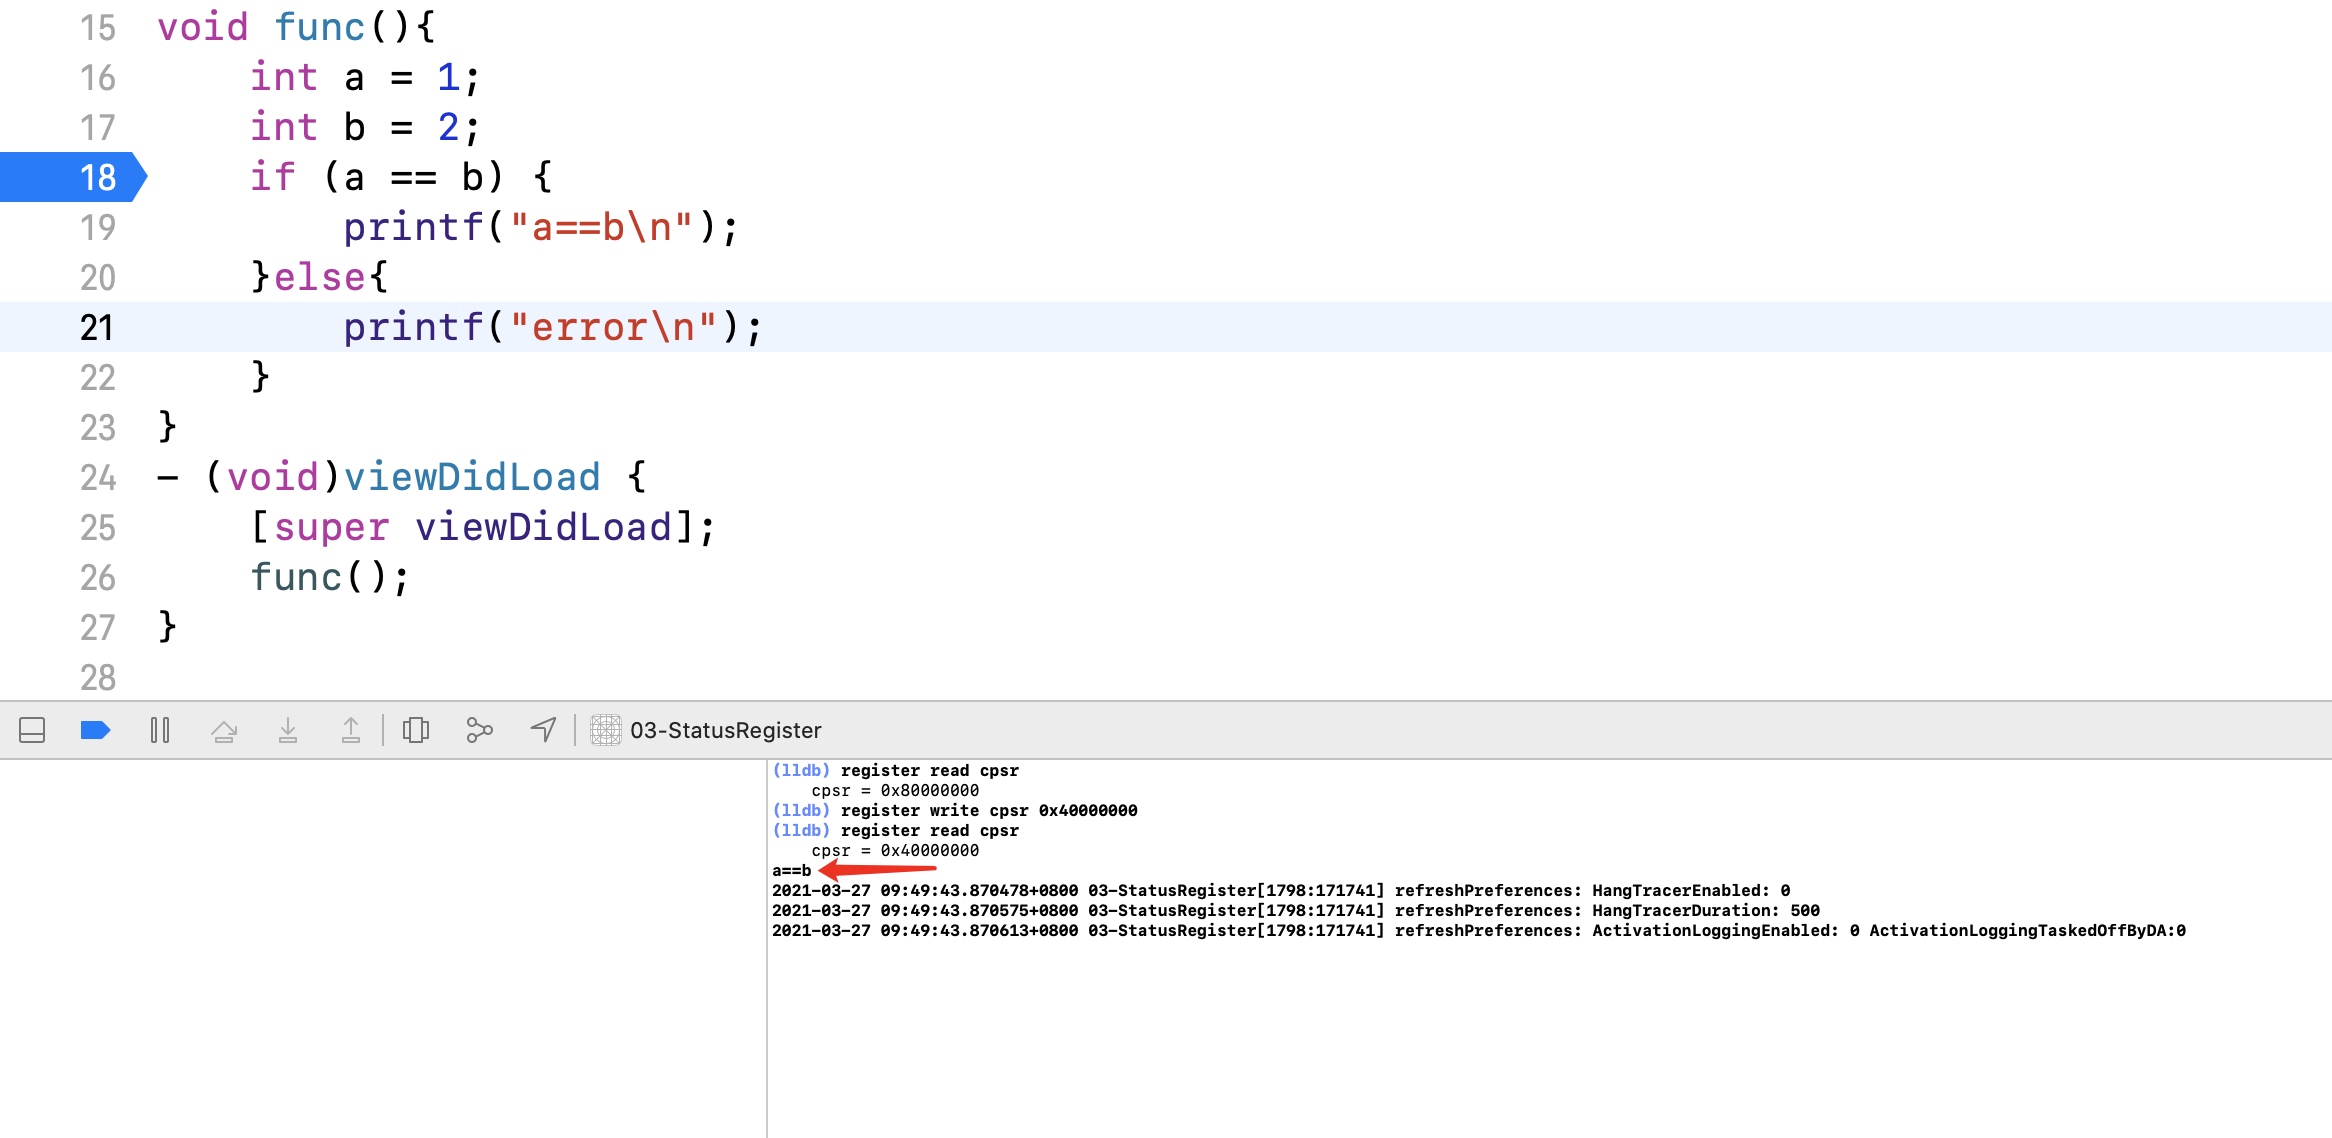 15 void func(){
16     int a = 1;
17     int b = 2;
18     if (a == b) {
19         printf("a==b\n");
20     }else{
21         printf("error\n");
22     }
23 }
24 - (void)viewDidLoad {
25     [super viewDidLoad];
26     func();
27 }
28
03-StatusRegister
(lldb) register read cpsr
    cpsr = 0x80000000
(lldb) register write cpsr 0x40000000
(lldb) register read cpsr
    cpsr = 0x40000000
a==b
2021-03-27 09:49:43.870478+0800 03-StatusRegister[1798:171741] refreshPreferences: HangTracerEnabled: 0
2021-03-27 09:49:43.870575+0800 03-StatusRegister[1798:171741] refreshPreferences: HangTracerDuration: 500
2021-03-27 09:49:43.870613+0800 03-StatusRegister[1798:171741] refreshPreferences: ActivationLoggingEnabled: 0 ActivationLoggingTaskedOffByDA:0